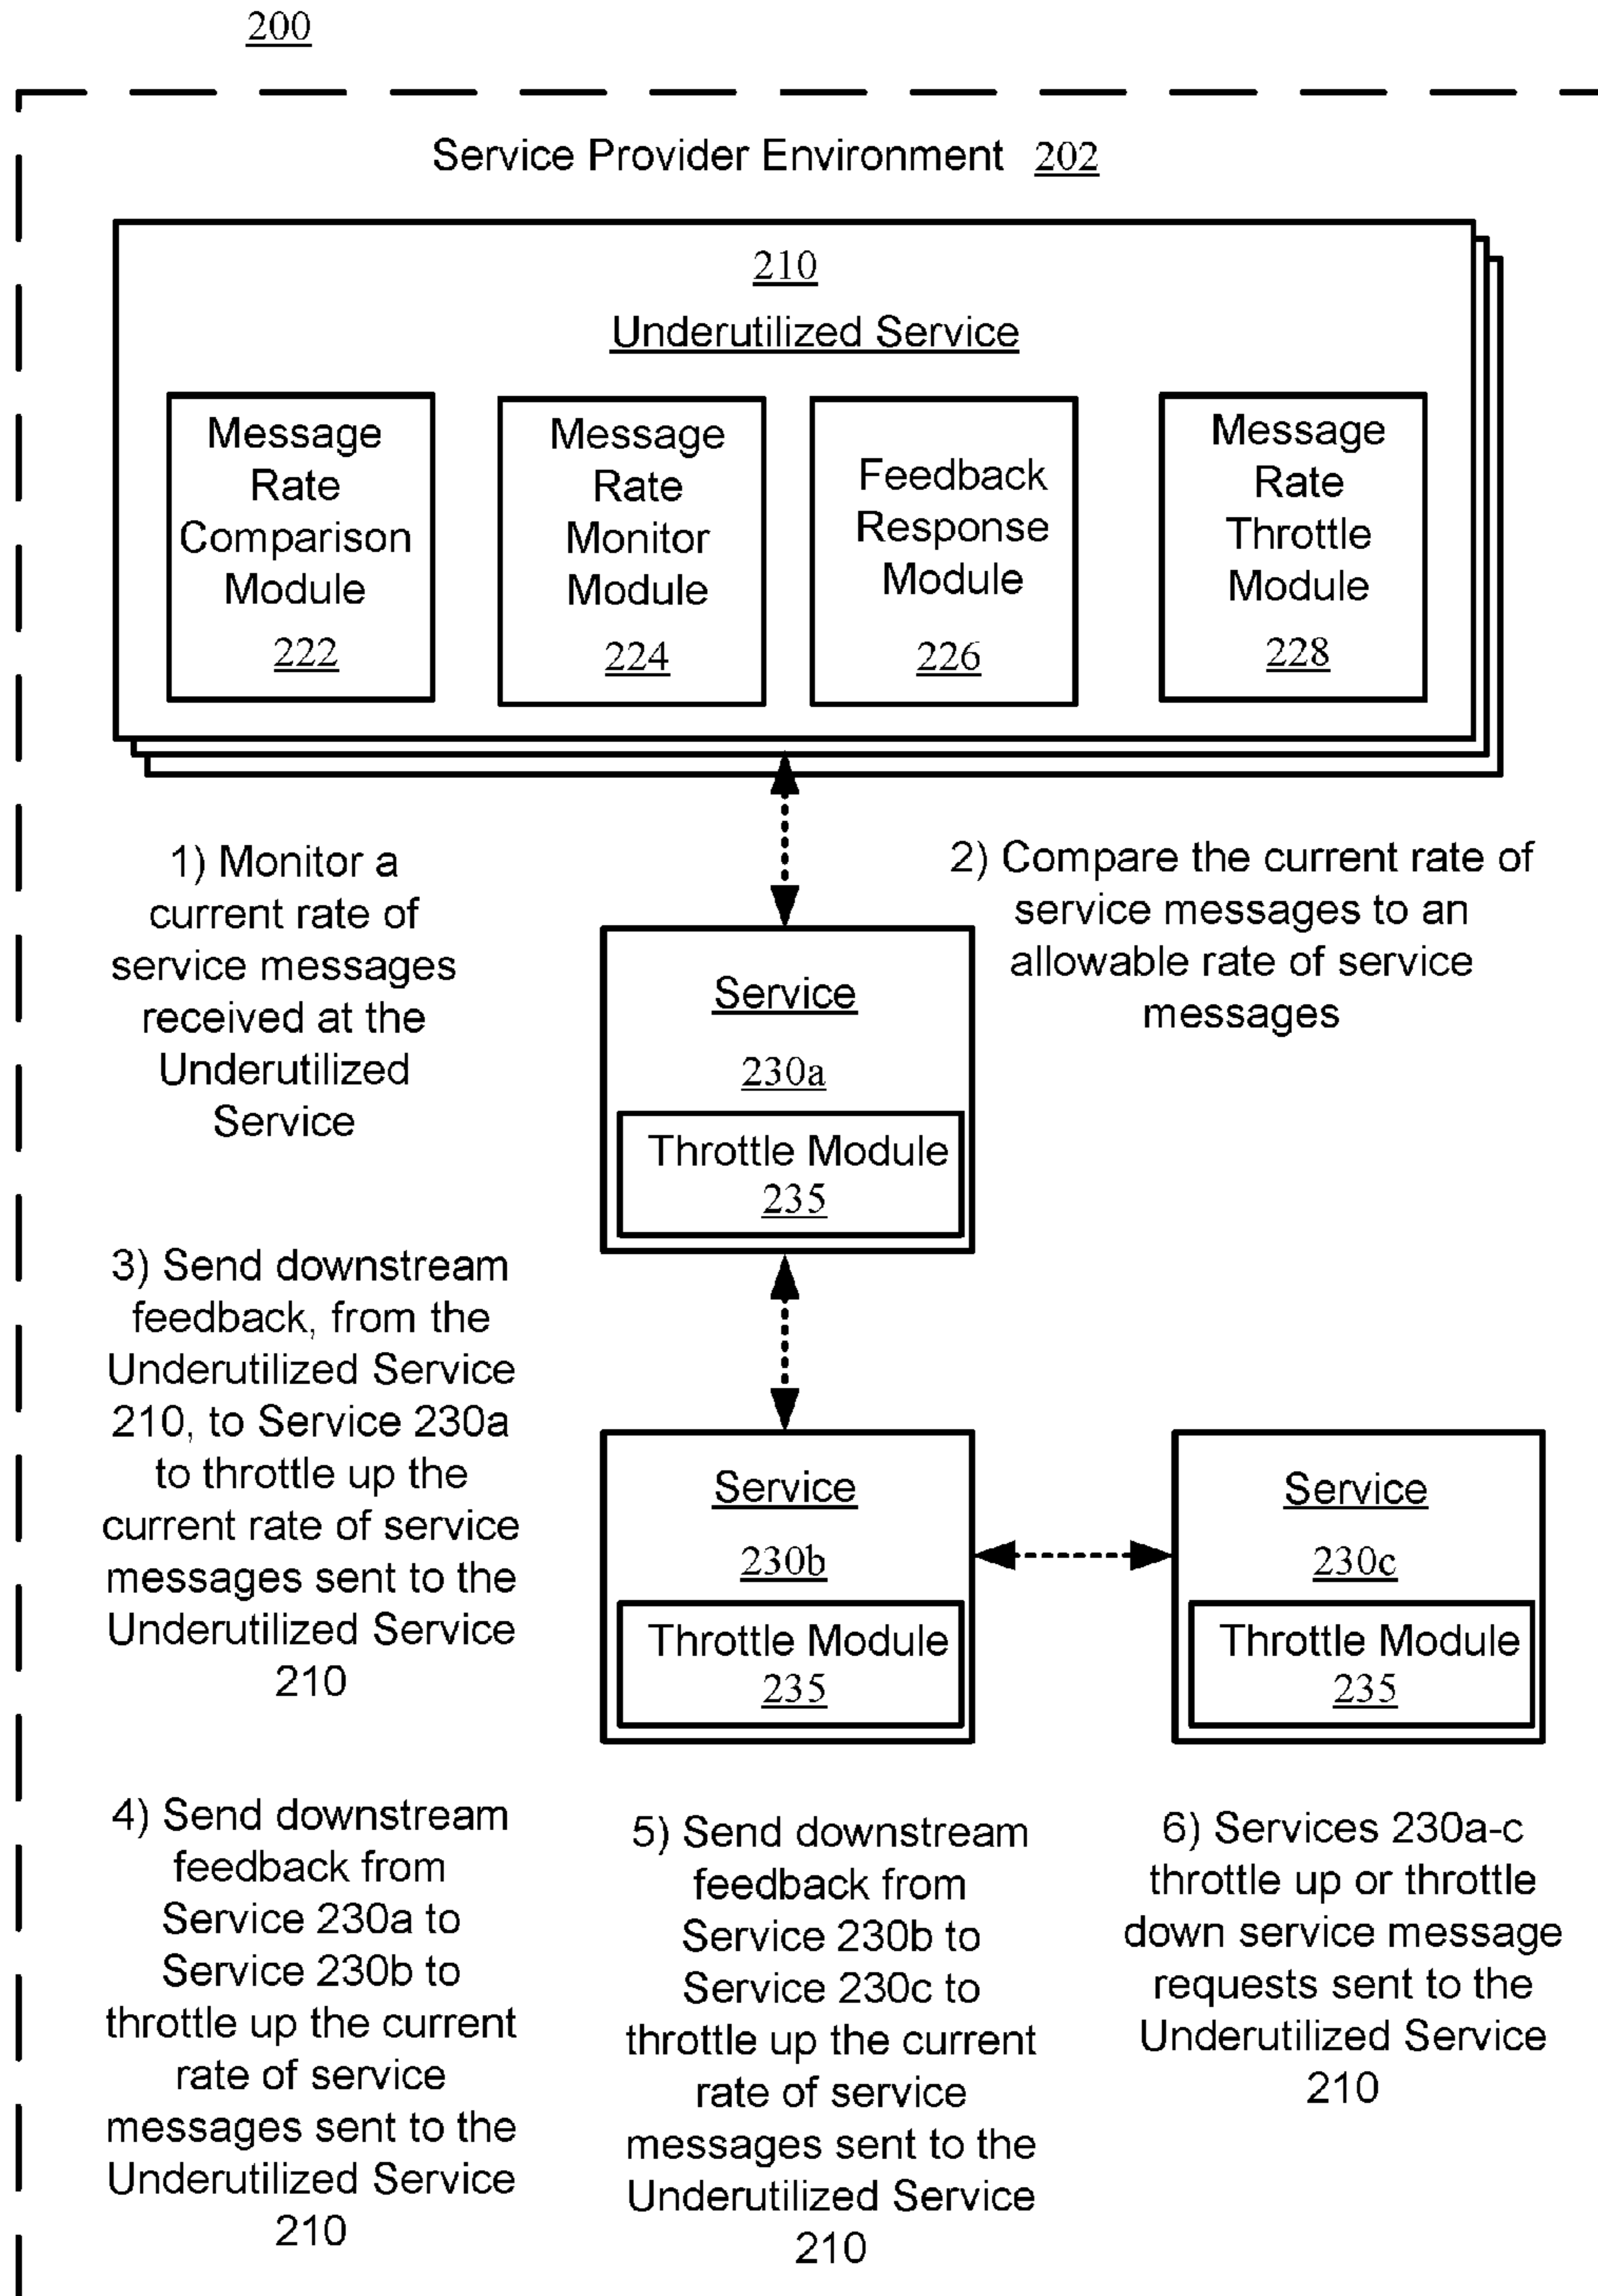 200
Service Provider Environment 202
210
Underutilized Service
Message
Rate
Comparison
Module
222
Message
Rate
Monitor
Module
224
Feedback
Response
Module
226
Message
Rate
Throttle
Module
228
1) Monitor a
current rate of
service messages
received at the
Underutilized
Service
2) Compare the current rate of
service messages to an
allowable rate of service
messages
Service
230a
Throttle Module
235
3) Send downstream
feedback, from the
Underutilized Service
210, to Service 230a
to throttle up the
current rate of service
messages sent to the
Underutilized Service
210
Service
230b
Throttle Module
235
Service
230c
Throttle Module
235
4) Send downstream
feedback from
Service 230a to
Service 230b to
throttle up the current
rate of service
messages sent to the
Underutilized Service
210
5) Send downstream
feedback from
Service 230b to
Service 230c to
throttle up the current
rate of service
messages sent to the
Underutilized Service
210
6) Services 230a-c
throttle up or throttle
down service message
requests sent to the
Underutilized Service
210